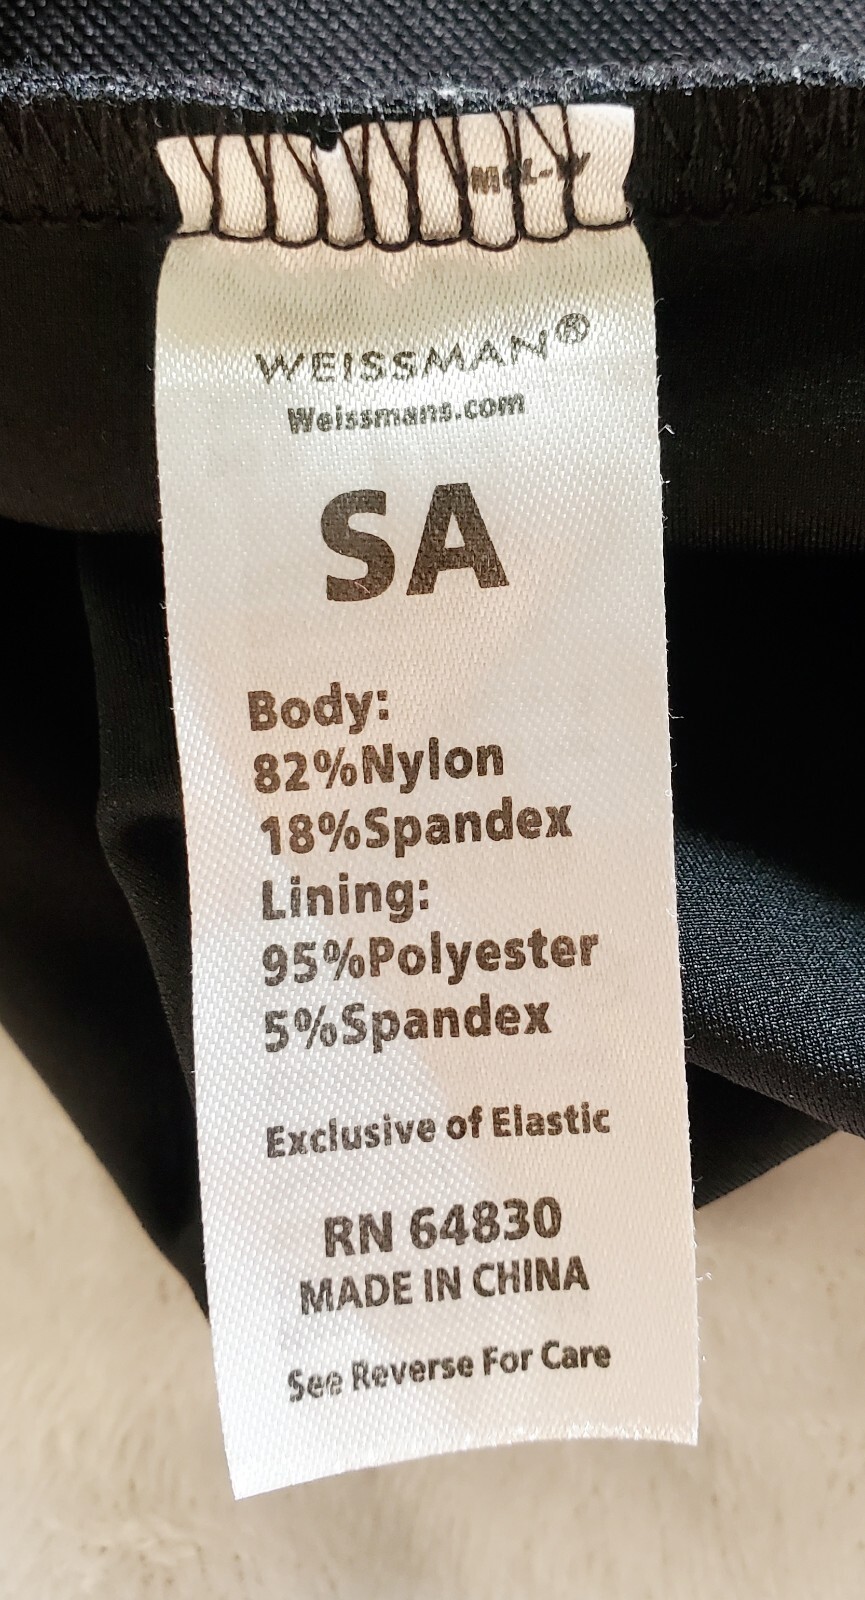 WEISSMAN®
Weissmans.com
SA
Body:
82%Nylon
18%Spandex
Lining:
95%Polyester
5%Spandex
Exclusive of Elastic
RN 64830
MADE IN CHINA
See Reverse For Care